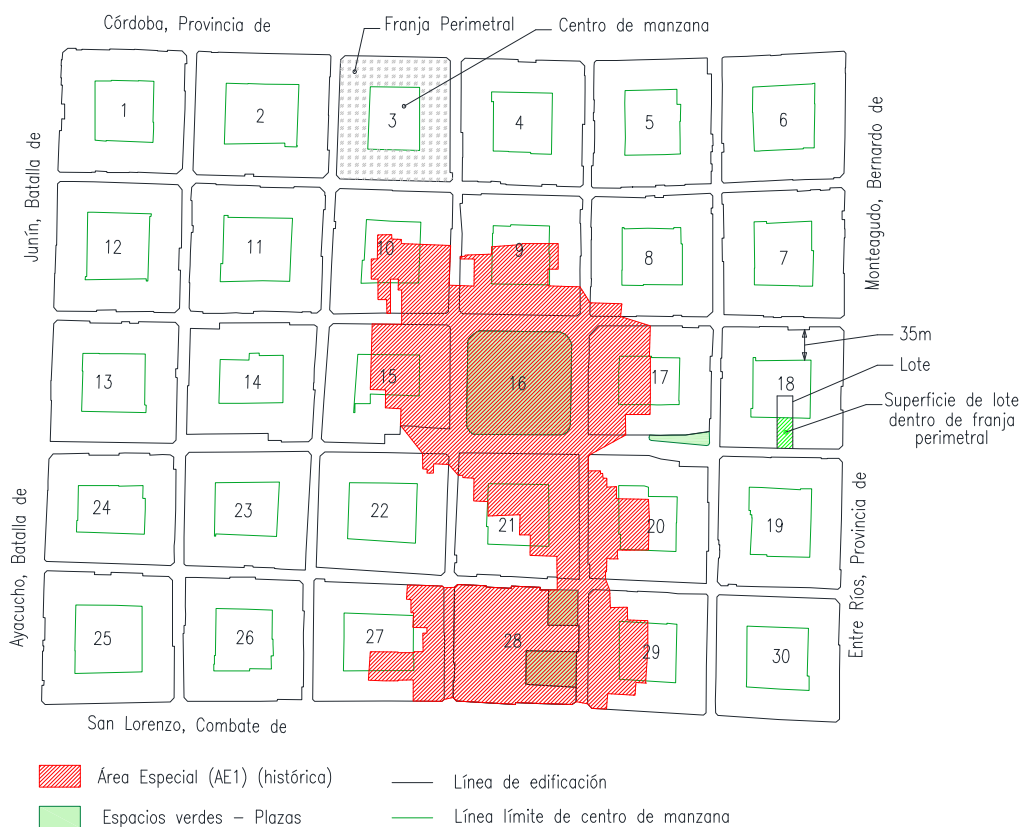 Córdoba, Provincia de
Franja Perimetral
Centro de manzana
Junín, Batalla de
Monteagudo, Bernardo de
1
2
3
4
5
6
12
11
10
9
8
7
13
14
15
16
17
18
35m
Lote
Superficie de lote
dentro de franja
perimetral
24
23
22
21
20
19
Ayacucho, Batalla de
Entre Ríos, Provincia de
25
26
27
28
29
30
San Lorenzo, Combate de
Área Especial (AE1) (histórica)
Línea de edificación
Espacios verdes – Plazas
Línea límite de centro de manzana